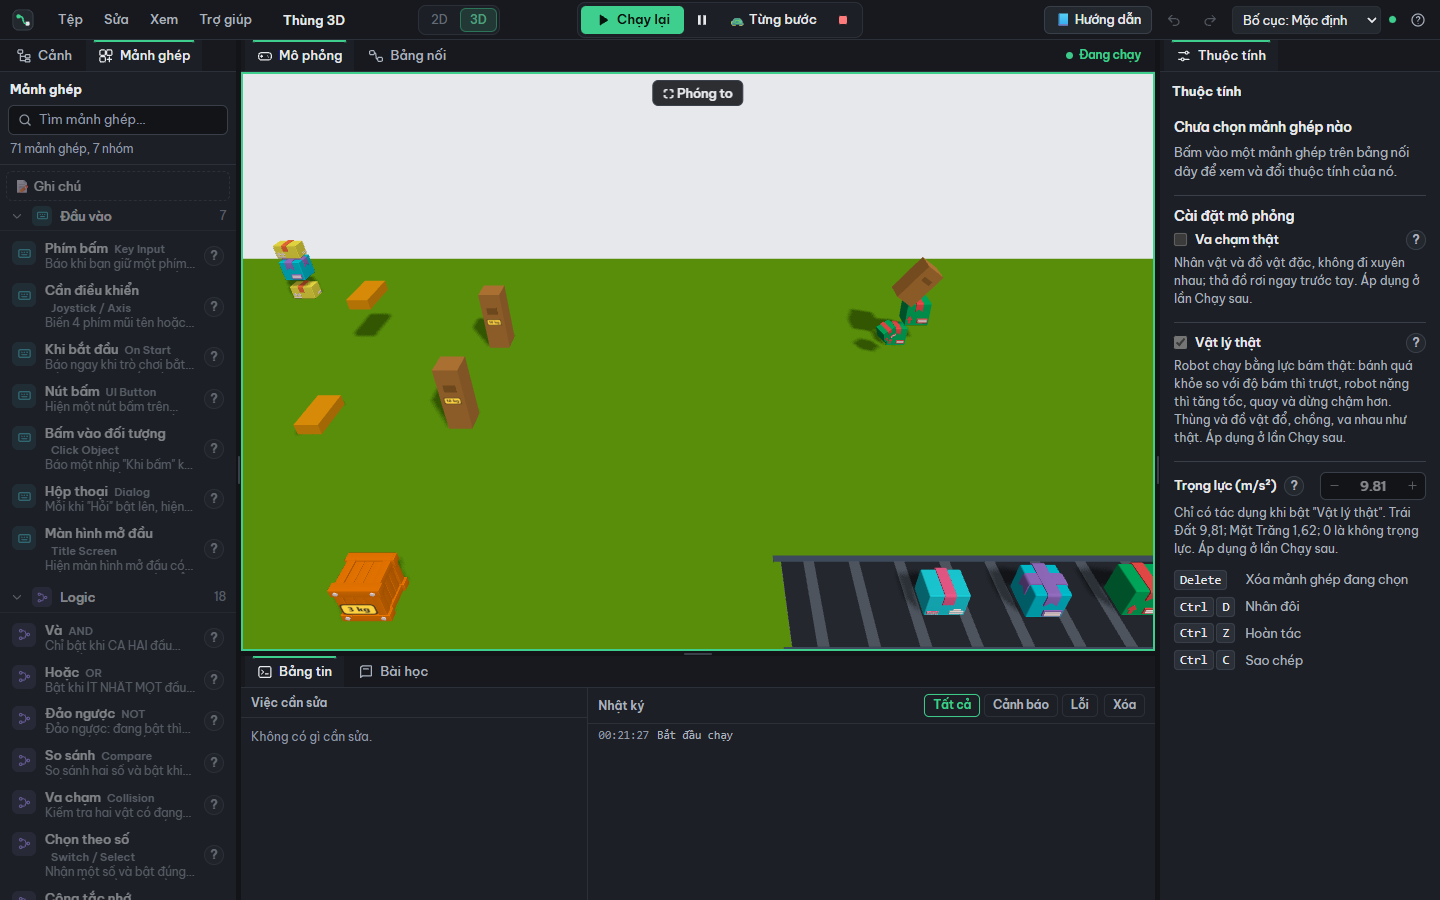 Tệp Sửa Xem Trợ giúp Thùng 3D 2D 3D Chạy lại Từng bước Hướng dẫn Bố cục: Mặc định
Cảnh Mảnh ghép
Mảnh ghép
Tìm mảnh ghép...
71 mảnh ghép, 7 nhóm
Ghi chú
Đầu vào 7
Phím bấm Key Input
Báo khi bạn giữ một phím...
Cần điều khiển
Joystick / Axis
Biến 4 phím mũi tên hoặc...
Khi bắt đầu On Start
Báo ngay khi trò chơi bắt...
Nút bấm UI Button
Hiện một nút bấm trên...
Bấm vào đối tượng
Click Object
Báo một nhịp "Khi bấm" k...
Hộp thoại Dialog
Mỗi khi "Hỏi" bật lên, hiện...
Màn hình mở đầu
Title Screen
Hiện màn hình mở đầu có...
Logic 18
Và AND
Chỉ bật khi CẢ HAI đầu...
Hoặc OR
Bật khi ÍT NHẤT MỘT đầu...
Đảo ngược NOT
Đảo ngược: đang bật thì...
So sánh Compare
So sánh hai số và bật khi...
Va chạm Collision
Kiểm tra hai vật có đang...
Chọn theo số
Switch / Select
Nhận một số và bật đúng...
Công tắc nhớ
Mô phỏng Bảng nối Đang chạy
Phóng to
3 kg
Bảng tin Bài học
Việc cần sửa
Không có gì cần sửa.
Nhật ký Tất cả Cảnh báo Lỗi Xóa
00:21:27 Bắt đầu chạy
Thuộc tính
Thuộc tính
Chưa chọn mảnh ghép nào
Bấm vào một mảnh ghép trên bảng nối
dây để xem và đổi thuộc tính của nó.
Cài đặt mô phỏng
Va chạm thật ?
Nhân vật và đồ vật đặc, không đi xuyên
nhau; thả đồ rơi ngay trước tay. Áp dụng ở
lần Chạy sau.
Vật lý thật ?
Robot chạy bằng lực bám thật: bánh quá
khỏe so với độ bám thì trượt, robot nặng
thì tăng tốc, quay và dừng chậm hơn.
Thùng và đồ vật đổ, chồng, va nhau như
thật. Áp dụng ở lần Chạy sau.
Trọng lực (m/s²) ? − 9.81 +
Chỉ có tác dụng khi bật "Vật lý thật". Trái
Đất 9,81; Mặt Trăng 1,62; 0 là không trọng
lực. Áp dụng ở lần Chạy sau.
Delete Xóa mảnh ghép đang chọn
Ctrl D Nhân đôi
Ctrl Z Hoàn tác
Ctrl C Sao chép